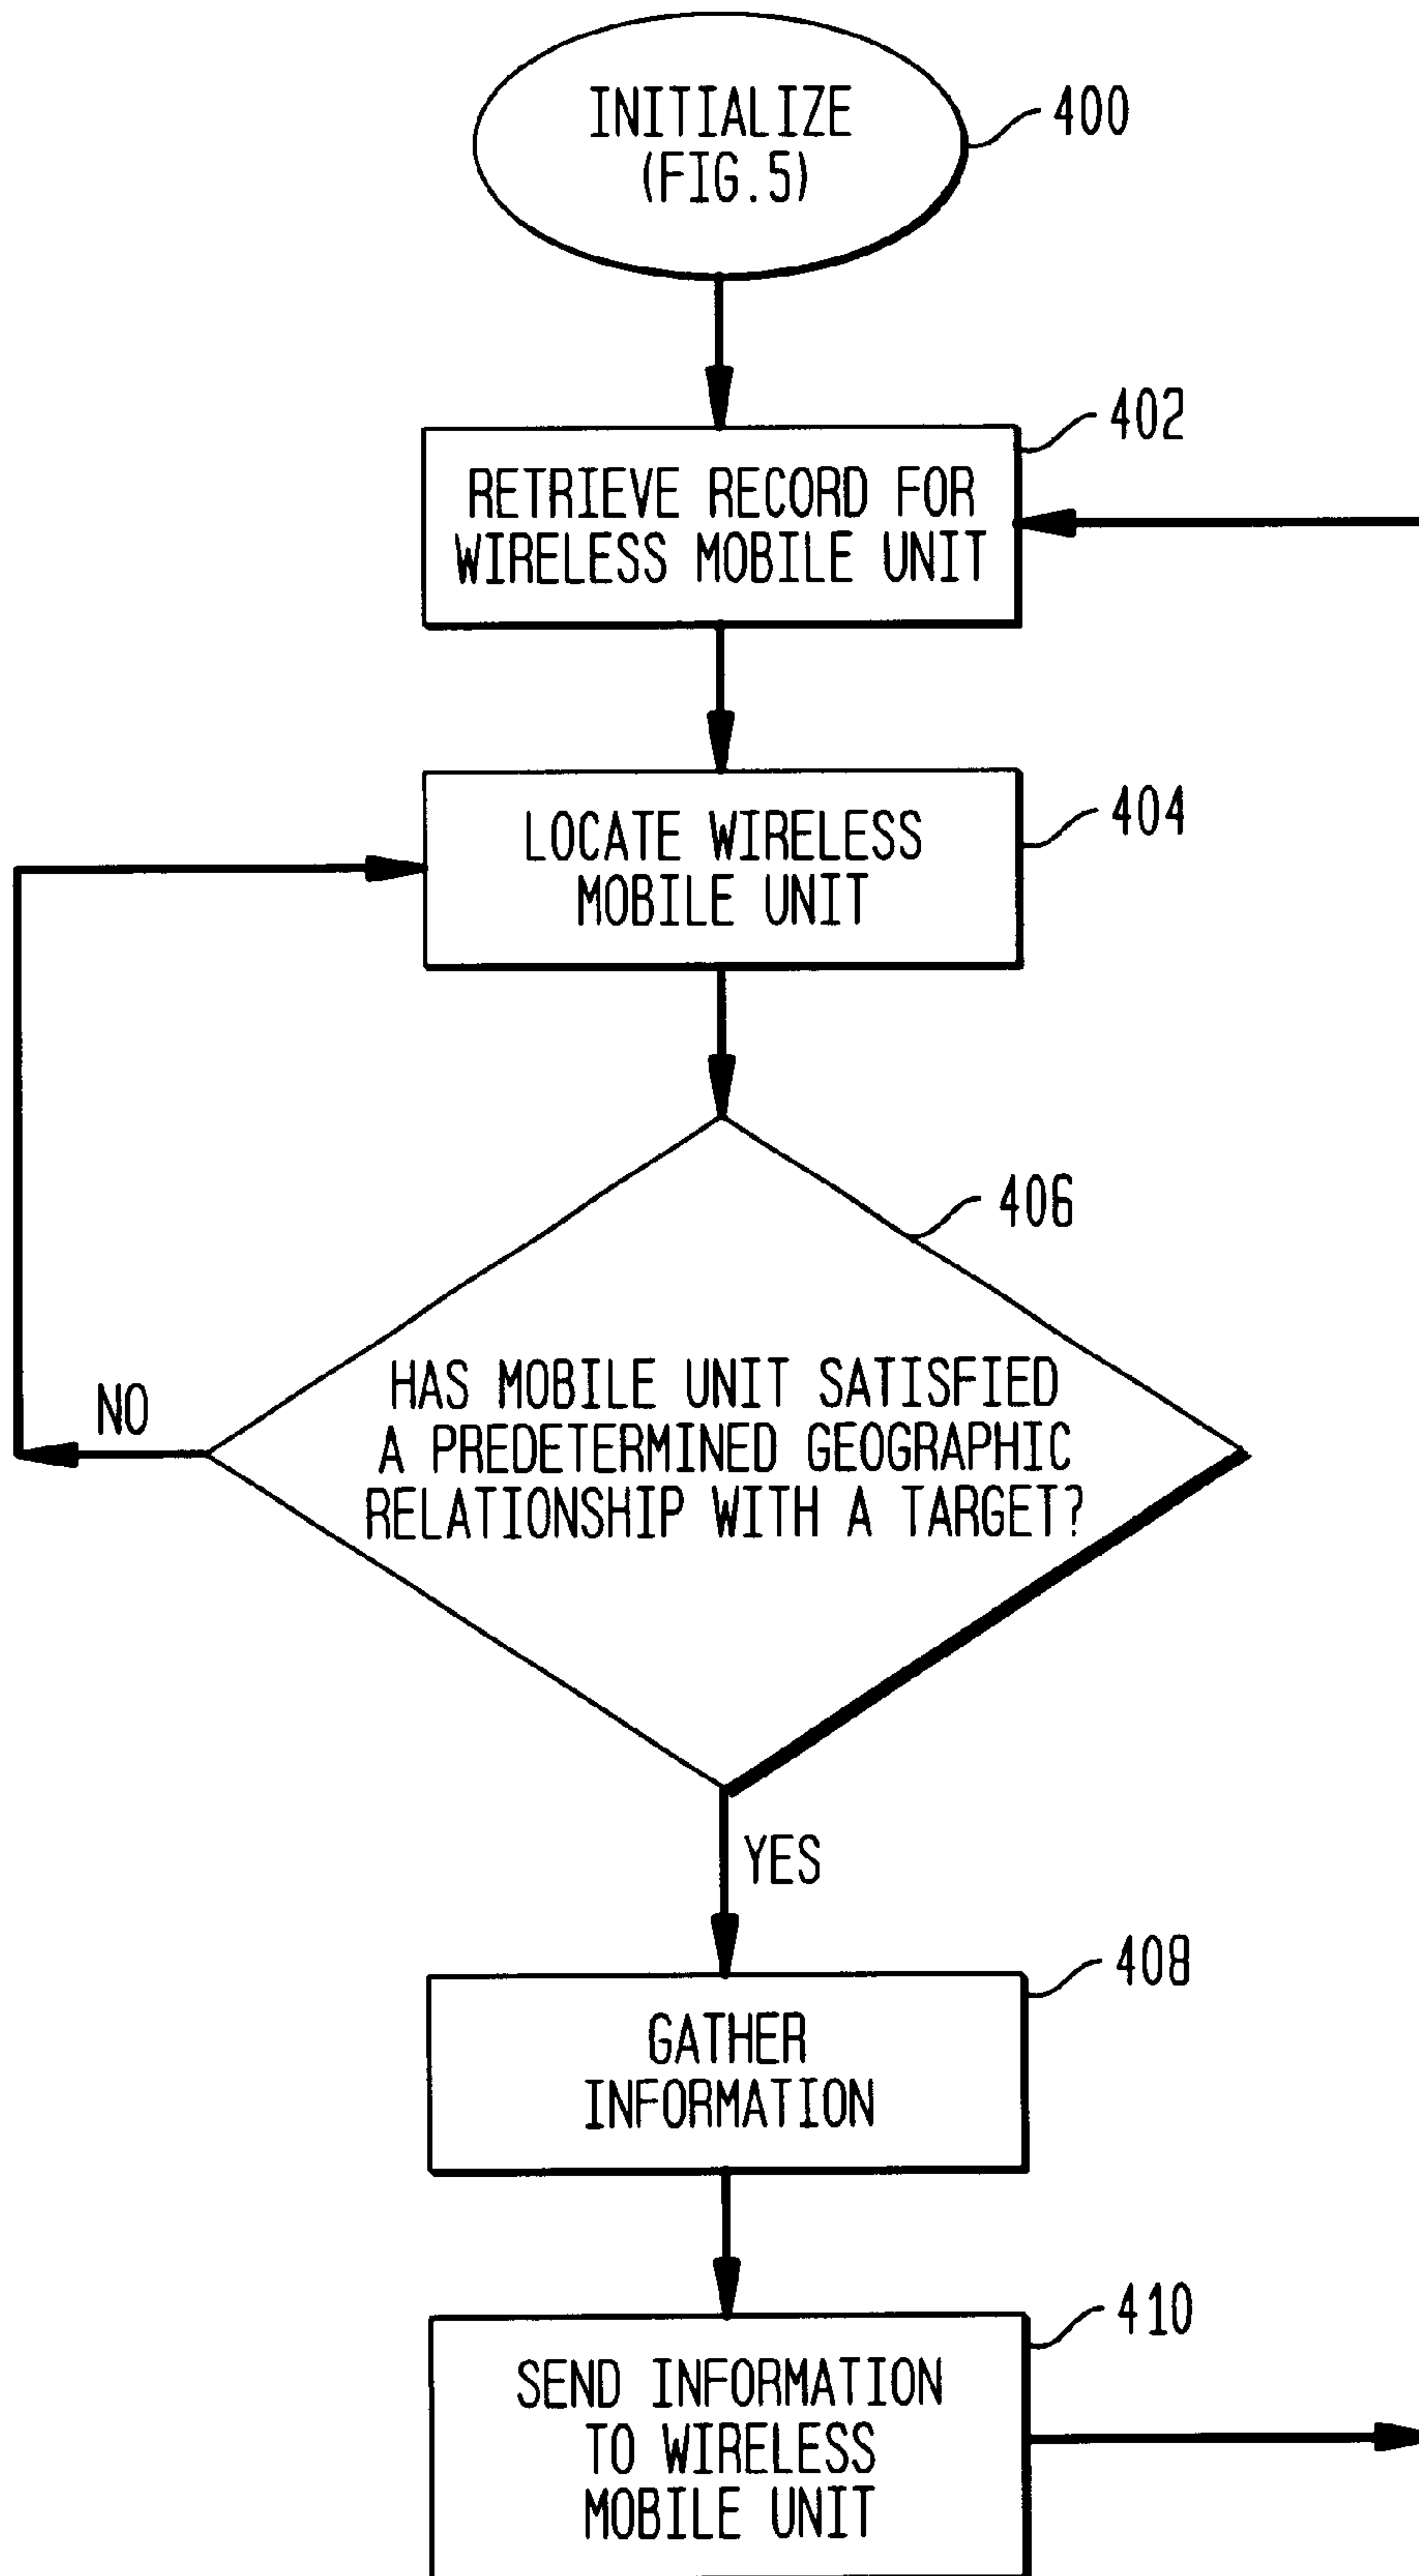 INITIALIZE
(FIG.5)
400
402
RETRIEVE RECORD FOR
WIRELESS MOBILE UNIT
404
LOCATE WIRELESS
MOBILE UNIT
406
HAS MOBILE UNIT SATISFIED
A PREDETERMINED GEOGRAPHIC
RELATIONSHIP WITH A TARGET?
NO
YES
408
GATHER
INFORMATION
410
SEND INFORMATION
TO WIRELESS
MOBILE UNIT